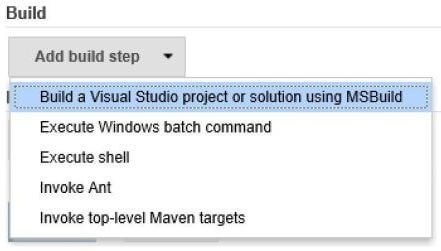 Build
Add build step
Build a Visual Studio project or solution using MSBuild
Execute Windows batch command
Execute shell
Invoke Ant
Invoke top-level Maven targets